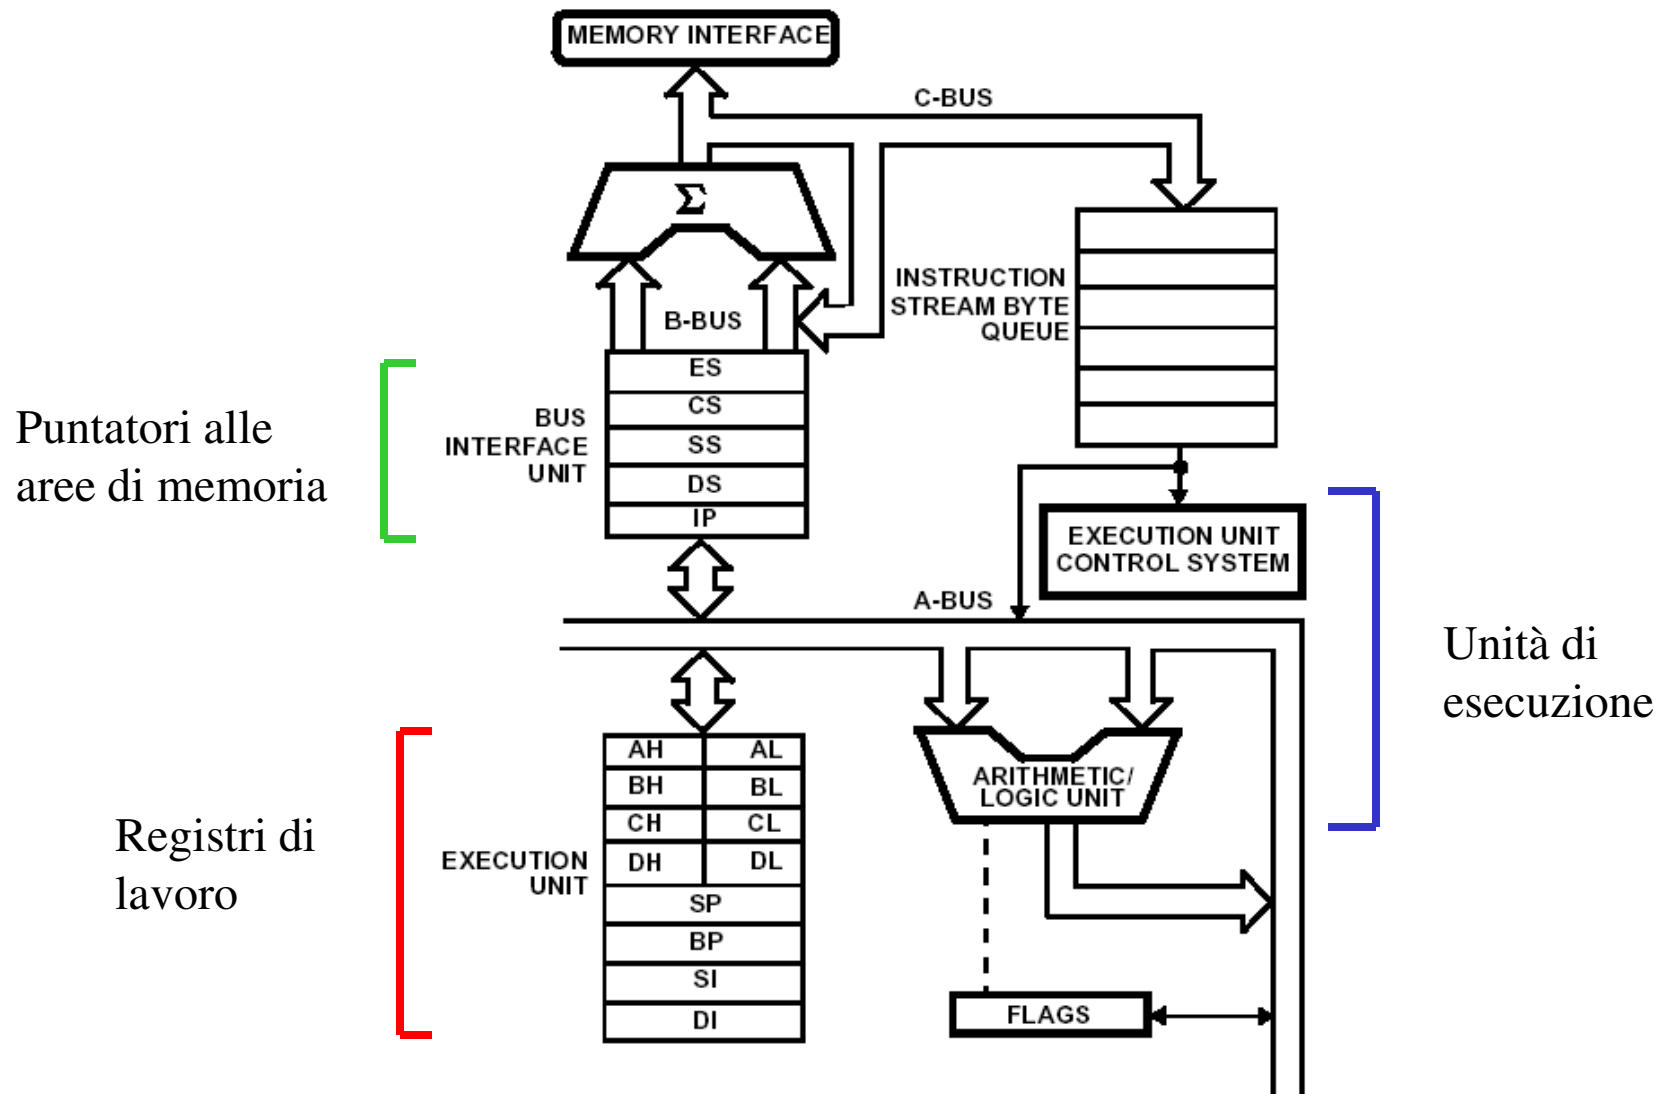 MEMORY INTERFACE
C-BUS
Σ
B-BUS
INSTRUCTION
STREAM BYTE
QUEUE
Puntatori alle
aree di memoria
BUS
INTERFACE
UNIT
ES
CS
SS
DS
IP
EXECUTION UNIT
CONTROL SYSTEM
A-BUS
Unità di
esecuzione
Registri di
lavoro
EXECUTION
UNIT
AH AL
BH BL
CH CL
DH DL
SP
BP
SI
DI
ARITHMETIC/
LOGIC UNIT
FLAGS